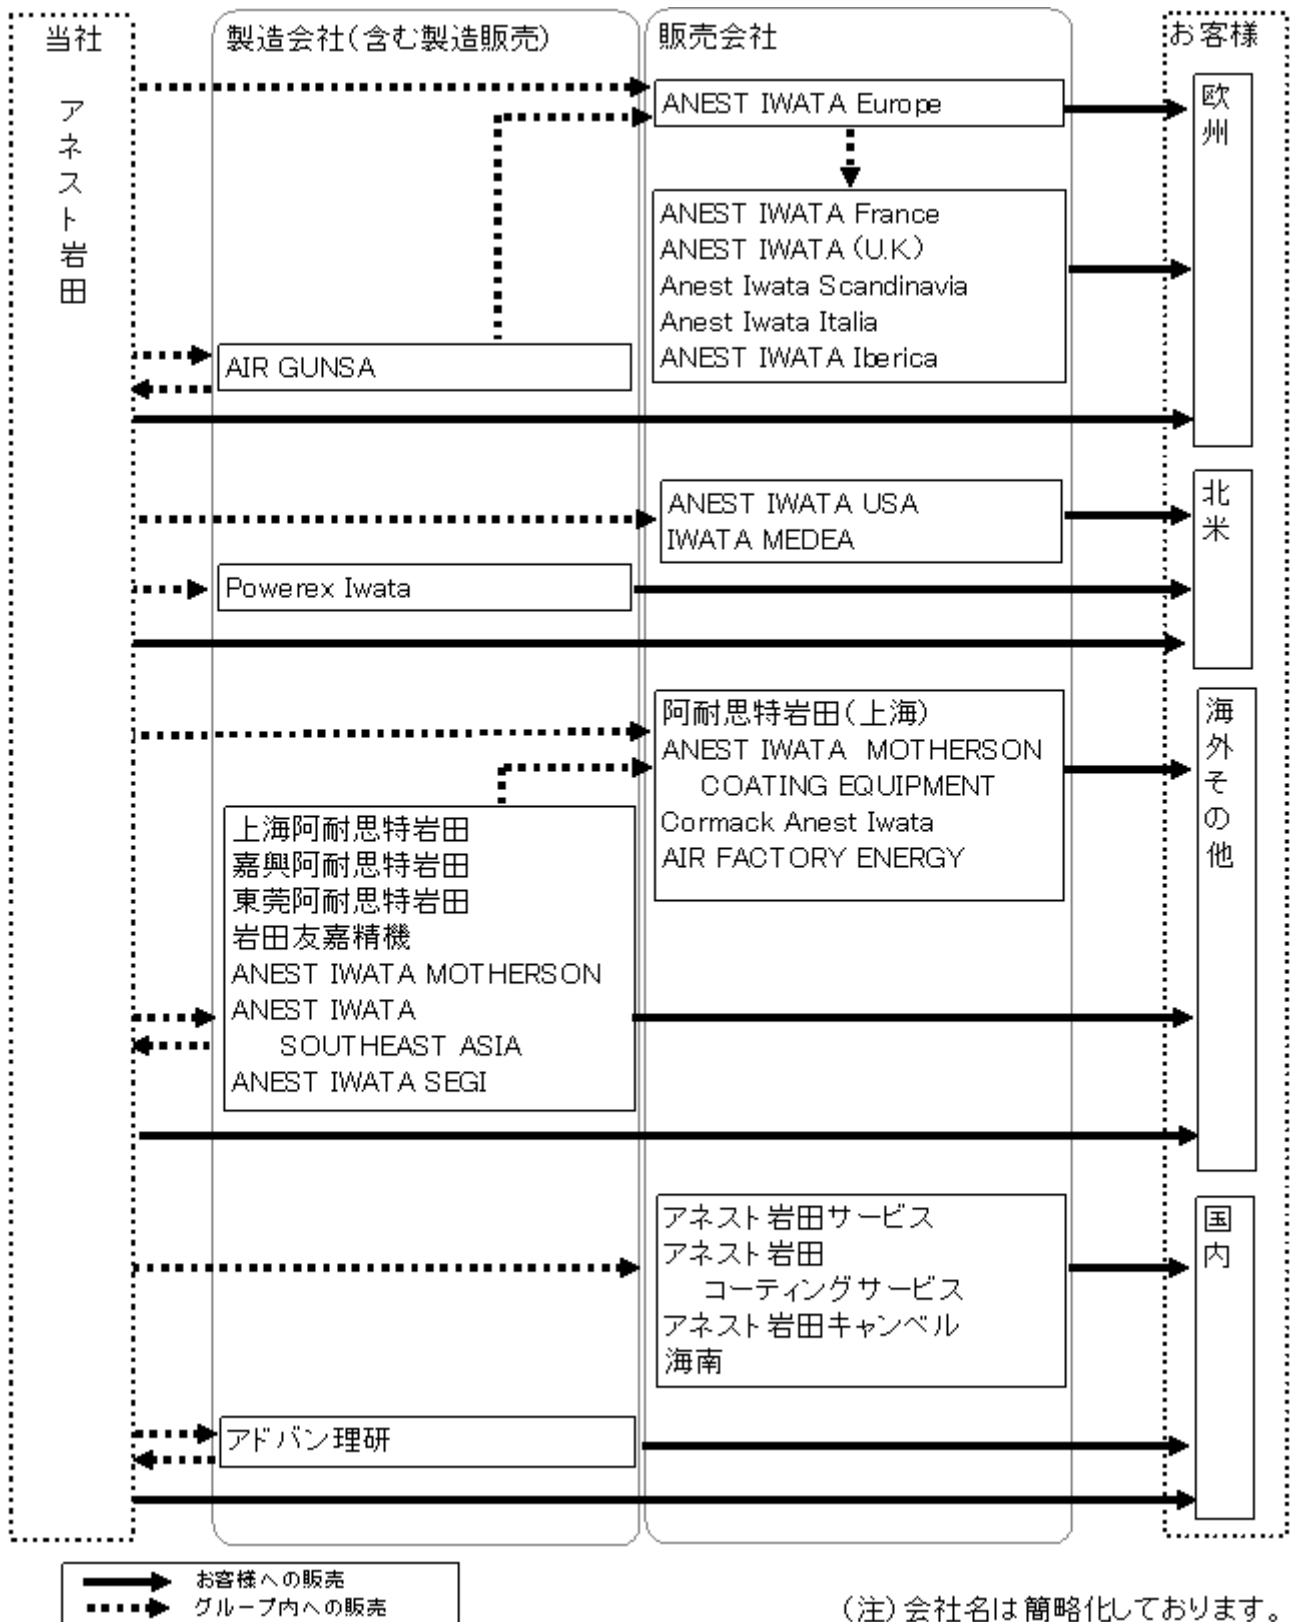 当社
アネスト岩田
製造会社(含む製造販売)
販売会社
お客様
ANEST IWATA Europe
欧州
ANEST IWATA France
ANEST IWATA (U.K.)
Anest Iwata Scandinavia
Anest Iwata Italia
ANEST IWATA Iberica
AIR GUNSA
ANEST IWATA USA
IWATA MEDEA
北米
Powerex Iwata
阿耐思特岩田(上海)
ANEST IWATA MOTHERSON
COATING EQUIPMENT
Cormack Anest Iwata
AIR FACTORY ENERGY
海外その他
上海阿耐思特岩田
嘉興阿耐思特岩田
東莞阿耐思特岩田
岩田友嘉精機
ANEST IWATA MOTHERSON
ANEST IWATA
SOUTHEAST ASIA
ANEST IWATA SEGI
アネスト岩田サービス
アネスト岩田
コーティングサービス
アネスト岩田キャンベル
海南
国内
アドバン理研
お客様への販売
グループ内への販売
(注)会社名は簡略化しております。